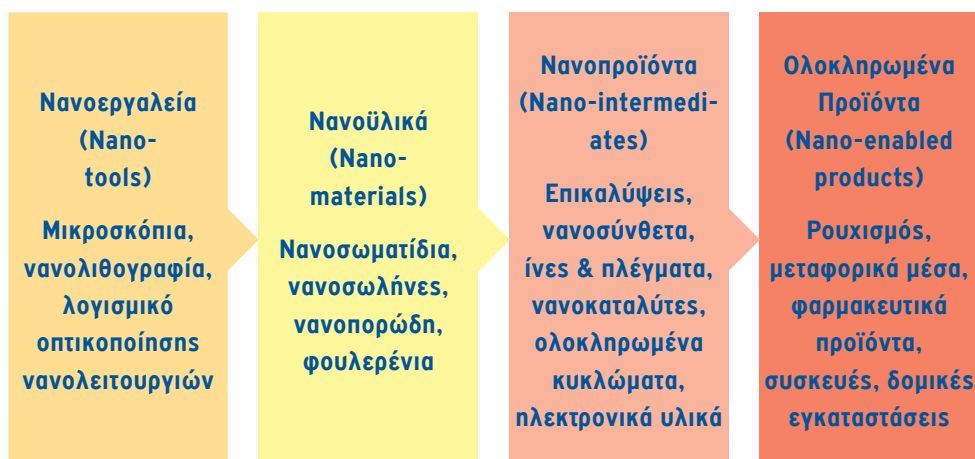 Νανοεργαλεία
(Nano-
tools)
Μικροσκόπια,
νανολιθογραφία,
λογισμικό
οπτικοποίησης
νανολειτουργιών
Νανοϋλικά
(Nano-
materials)
Νανοσωματίδια,
νανοσωλήνες,
νανοπορώδη,
φουλερένια
Νανοπροϊόντα
(Nano-intermedi-
ates)
Επικαλύψεις,
νανοσύνθετα,
ίνες & πλέγματα,
νανοκαταλύτες,
ολοκληρωμένα
κυκλώματα,
ηλεκτρονικά υλικά
Ολοκληρωμένα
Προϊόντα
(Nano-enabled
products)
Ρουχισμός,
μεταφορικά μέσα,
φαρμακευτικά
προϊόντα,
συσκευές, δομικές
εγκαταστάσεις